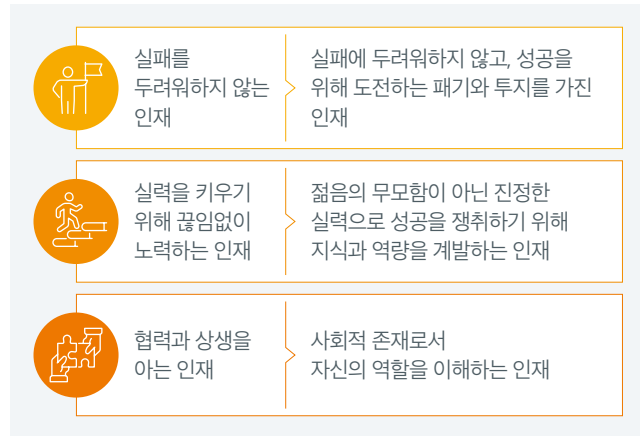 실패를
두려워하지 않는
인재
실패에 두려워하지 않고, 성공을
위해 도전하는 패기와 투지를 가진
인재
실력을 키우기
위해 끊임없이
노력하는 인재
젊음의 무모함이 아닌 진정한
실력으로 성공을 쟁취하기 위해
지식과 역량을 계발하는 인재
협력과 상생을
아는 인재
사회적 존재로서
자신의 역할을 이해하는 인재